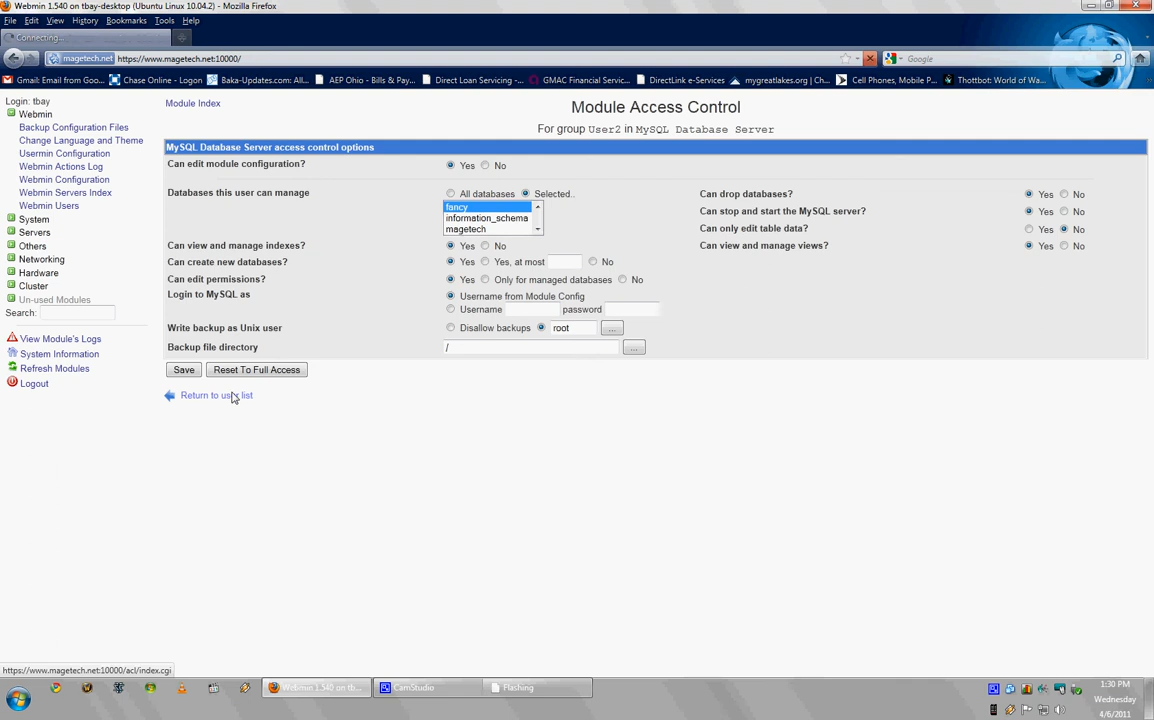 Webmin 1.540 on tbay-desktop (Ubuntu Linux 10.04.2) - Mozilla Firefox
File Edit View History Bookmarks Tools Help
Connecting...
magetech.net https://www.magetech.net:10000/ Google
Gmail: Email from Goo... Chase Online - Logon Baka-Updates.com: All... AEP Ohio - Bills & Pay... Direct Loan Servicing -... GMAC Financial Servic... DirectLink e-Services mygreatlakes.org | Ch... Cell Phones, Mobile P... Thottbot: World of Wa...
Login: tbay
Webmin
Backup Configuration Files
Change Language and Theme
Usermin Configuration
Webmin Actions Log
Webmin Configuration
Webmin Servers Index
Webmin Users
System
Servers
Others
Networking
Hardware
Cluster
Un-used Modules
Search:
View Module's Logs
System Information
Refresh Modules
Logout
Module Index
Module Access Control
For group User2 in MySQL Database Server
MySQL Database Server access control options
Can edit module configuration? Yes No
Databases this user can manage All databases Selected..
fancy
information_schema
magetech
Can drop databases? Yes No
Can stop and start the MySQL server? Yes No
Can only edit table data? Yes No
Can view and manage indexes? Yes No
Can view and manage views? Yes No
Can create new databases? Yes Yes, at most No
Can edit permissions? Yes Only for managed databases No
Login to MySQL as Username from Module Config
Username password
Write backup as Unix user Disallow backups root ...
Backup file directory / ...
Save Reset To Full Access
Return to user list
https://www.magetech.net:10000/acl/index.cgi
Webmin 1.540 on tb... CamStudio Flashing
1:30 PM
Wednesday
4/6/2011